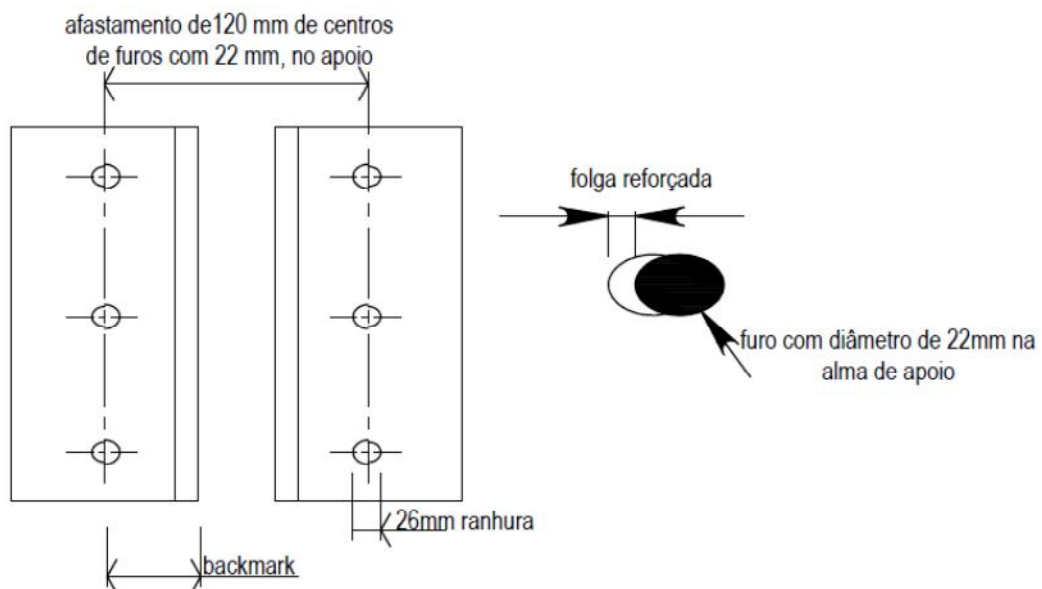 afastamento de120 mm de centros
de furos com 22 mm, no apoio
folga reforçada
furo com diâmetro de 22mm na
alma de apoio
26mm ranhura
backmark